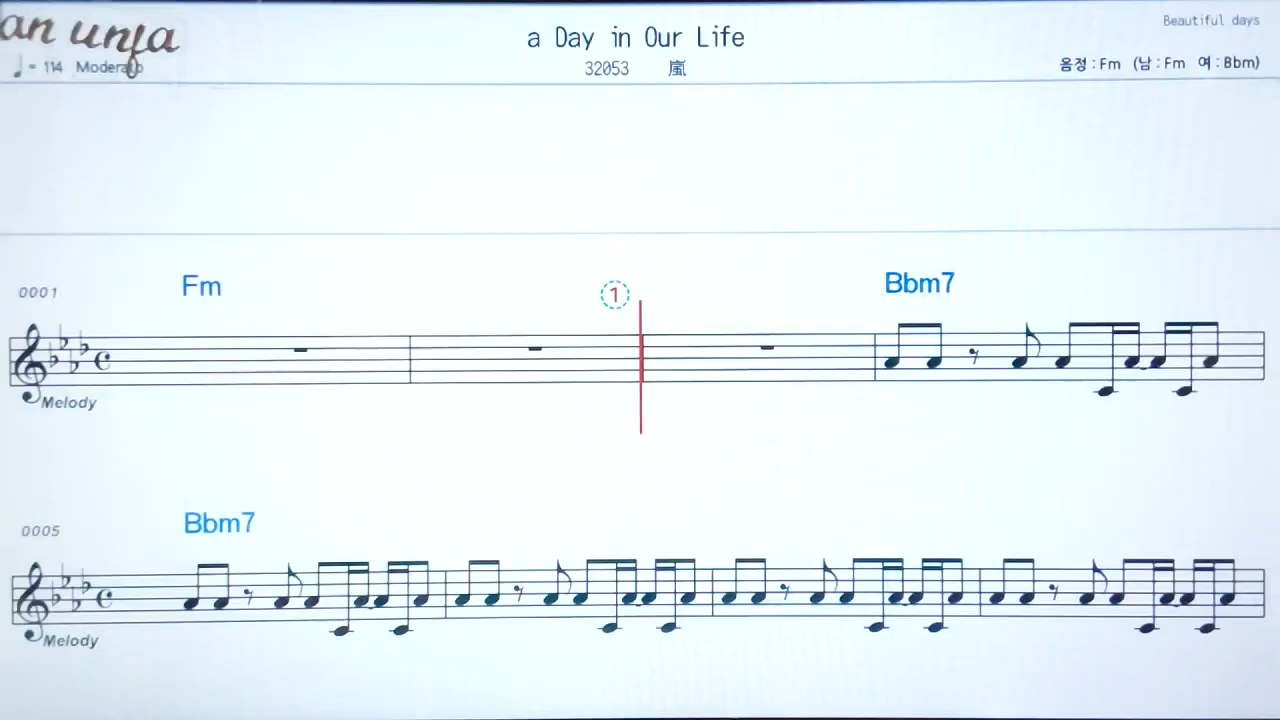 an unfa
a Day in Our Life
Beautiful days
♩= 114 Moderato
32053 嵐
음정 : Fm (남 : Fm 여 : Bbm)
0001
Fm
1
Bbm7
Melody
0005
Bbm7
Melody